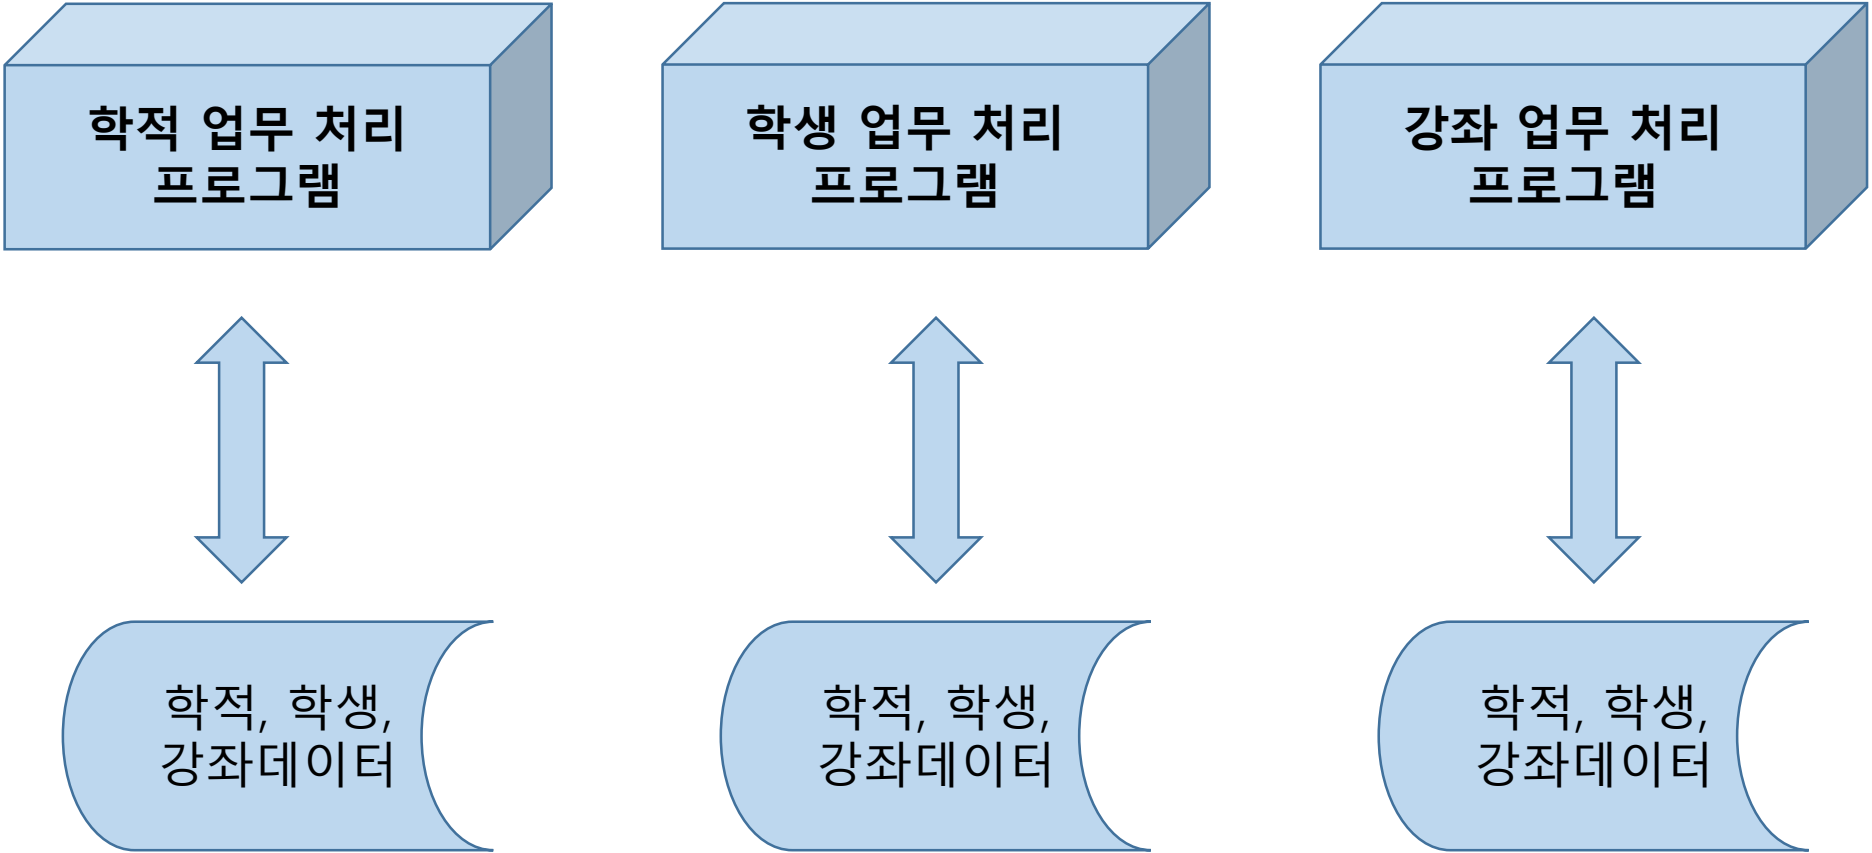 학적 업무 처리
프로그램
학생 업무 처리
프로그램
강좌 업무 처리
프로그램
학적, 학생,
강좌데이터
학적, 학생,
강좌데이터
학적, 학생,
강좌데이터